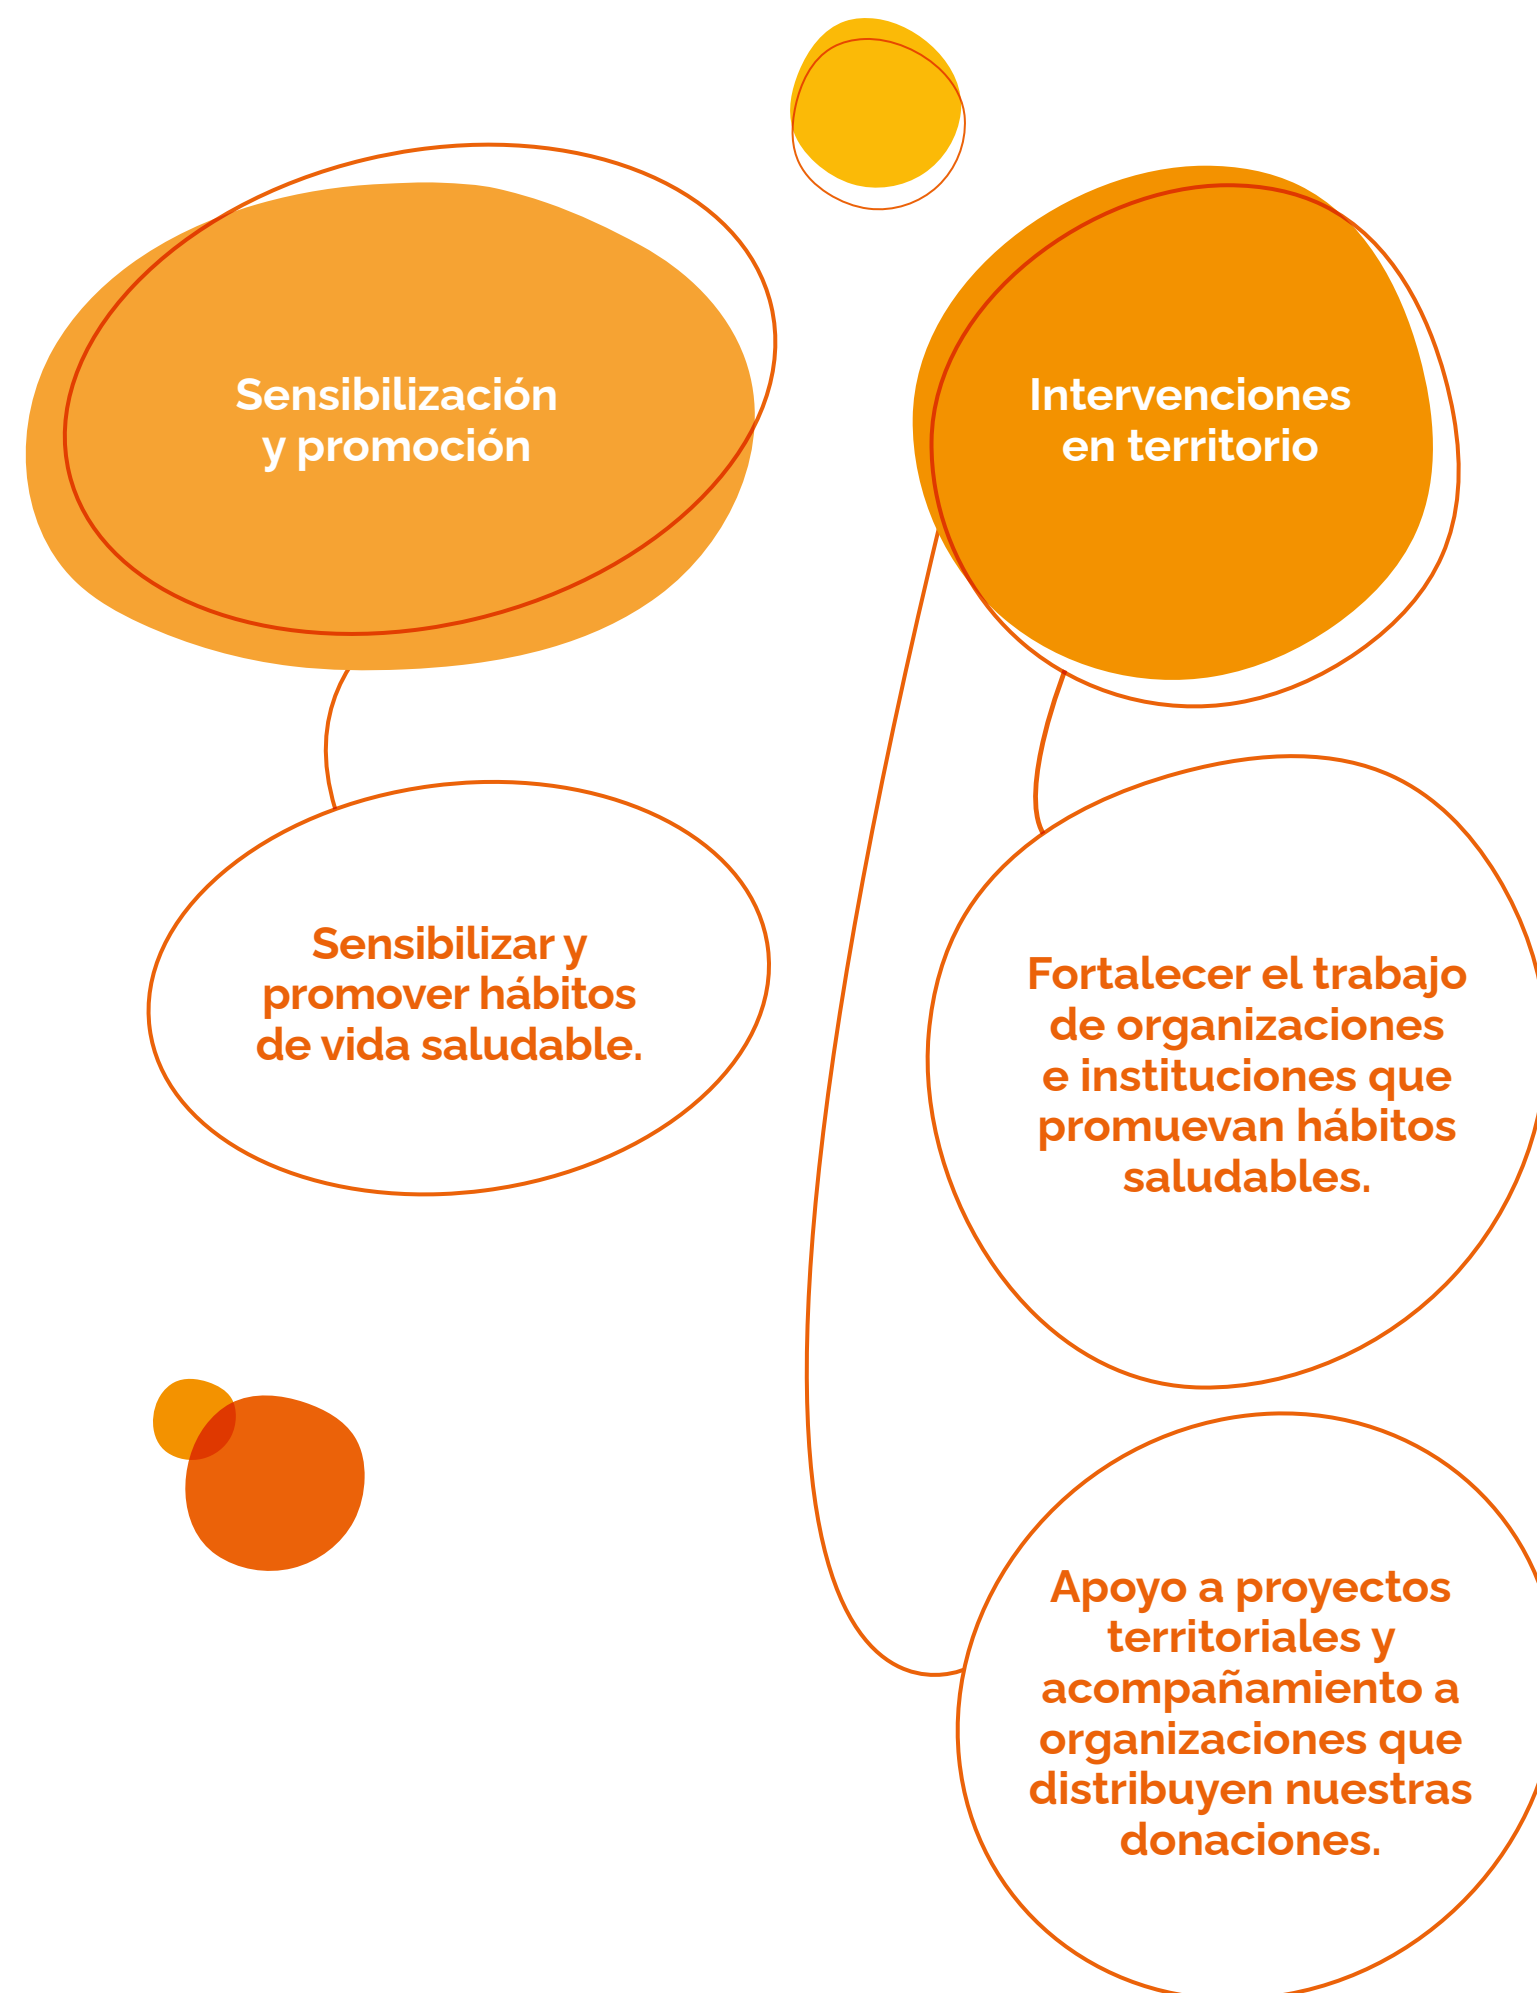 Sensibilización
y promoción
Intervenciones
en territorio
Sensibilizar y
promover hábitos
de vida saludable.
Fortalecer el trabajo
de organizaciones
e instituciones que
promuevan hábitos
saludables.
Apoyo a proyectos
territoriales y
acompañamiento a
organizaciones que
distribuyen nuestras
donaciones.